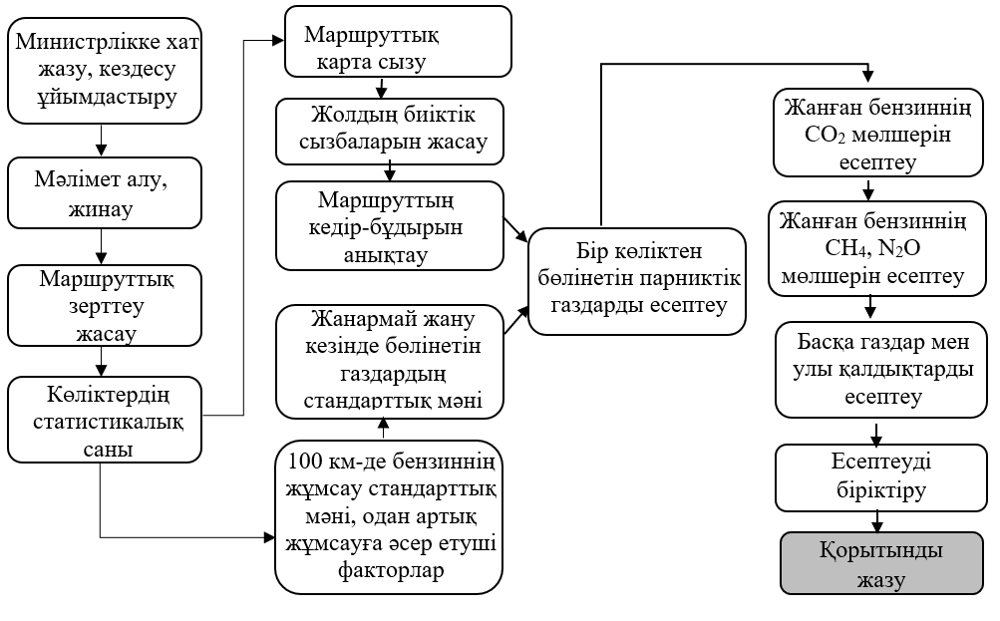 Министрлікке хат
жазу, кездесу
ұйымдастыру
Мәлімет алу,
жинау
Маршруттық
зерттеу
жасау
Көліктердің
статистикалық
саны
Маршруттық
карта сызу
Жолдың биіктік
сызбаларын жасау
Маршруттың
кедір-бұдырын
анықтау
Жанармай жану
кезінде бөлінетін
газдардың
стандарттық мәні
100 км-де бензиннің
жұмсау стандарттық
мәні, одан артық
жұмсауға әсер етуші
факторлар
Бір көліктен
бөлінетін парниктік
газдарды есептеу
Жанған бензиннің
CO₂ мөлшерін
есептеу
Жанған бензиннің
CH₄, N₂O
мөлшерін есептеу
Басқа газдар мен
улы қалдықтарды
есептеу
Есептеуді
біріктіру
Қорытынды
жазу